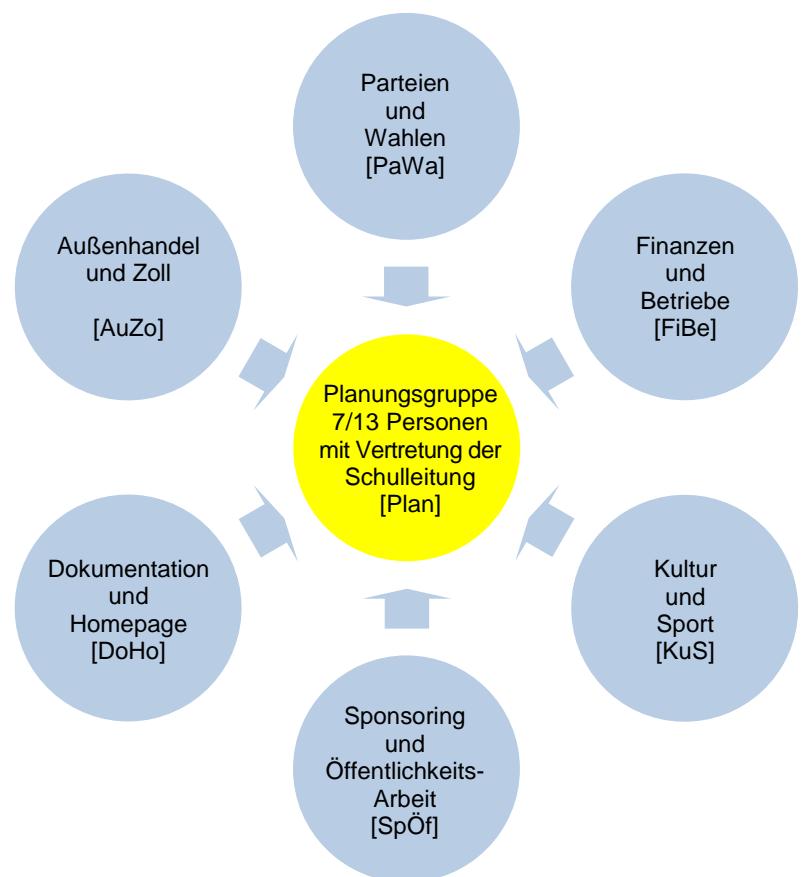 Parteien
und
Wahlen
[PaWa]
Außenhandel
und Zoll
[AuZo]
Finanzen
und
Betriebe
[FiBe]
Planungsgruppe
7/13 Personen
mit Vertretung der
Schulleitung
[Plan]
Dokumentation
und
Homepage
[DoHo]
Kultur
und
Sport
[KuS]
Sponsoring
und
Öffentlichkeits-
Arbeit
[SpÖf]